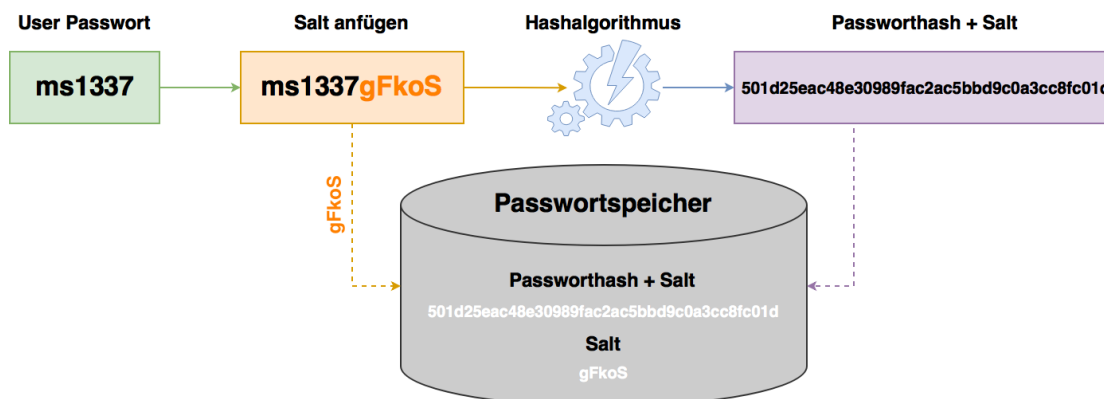 User Passwort
Salt anfügen
Hashalgorithmus
Passworthash + Salt
ms1337
ms1337gFkoS
501d25eac48e30989fac2ac5bbd9c0a3cc8fc01d
gFkoS
Passwortspeicher
Passworthash + Salt
501d25eac48e30989fac2ac5bbd9c0a3cc8fc01d
Salt
gFkoS